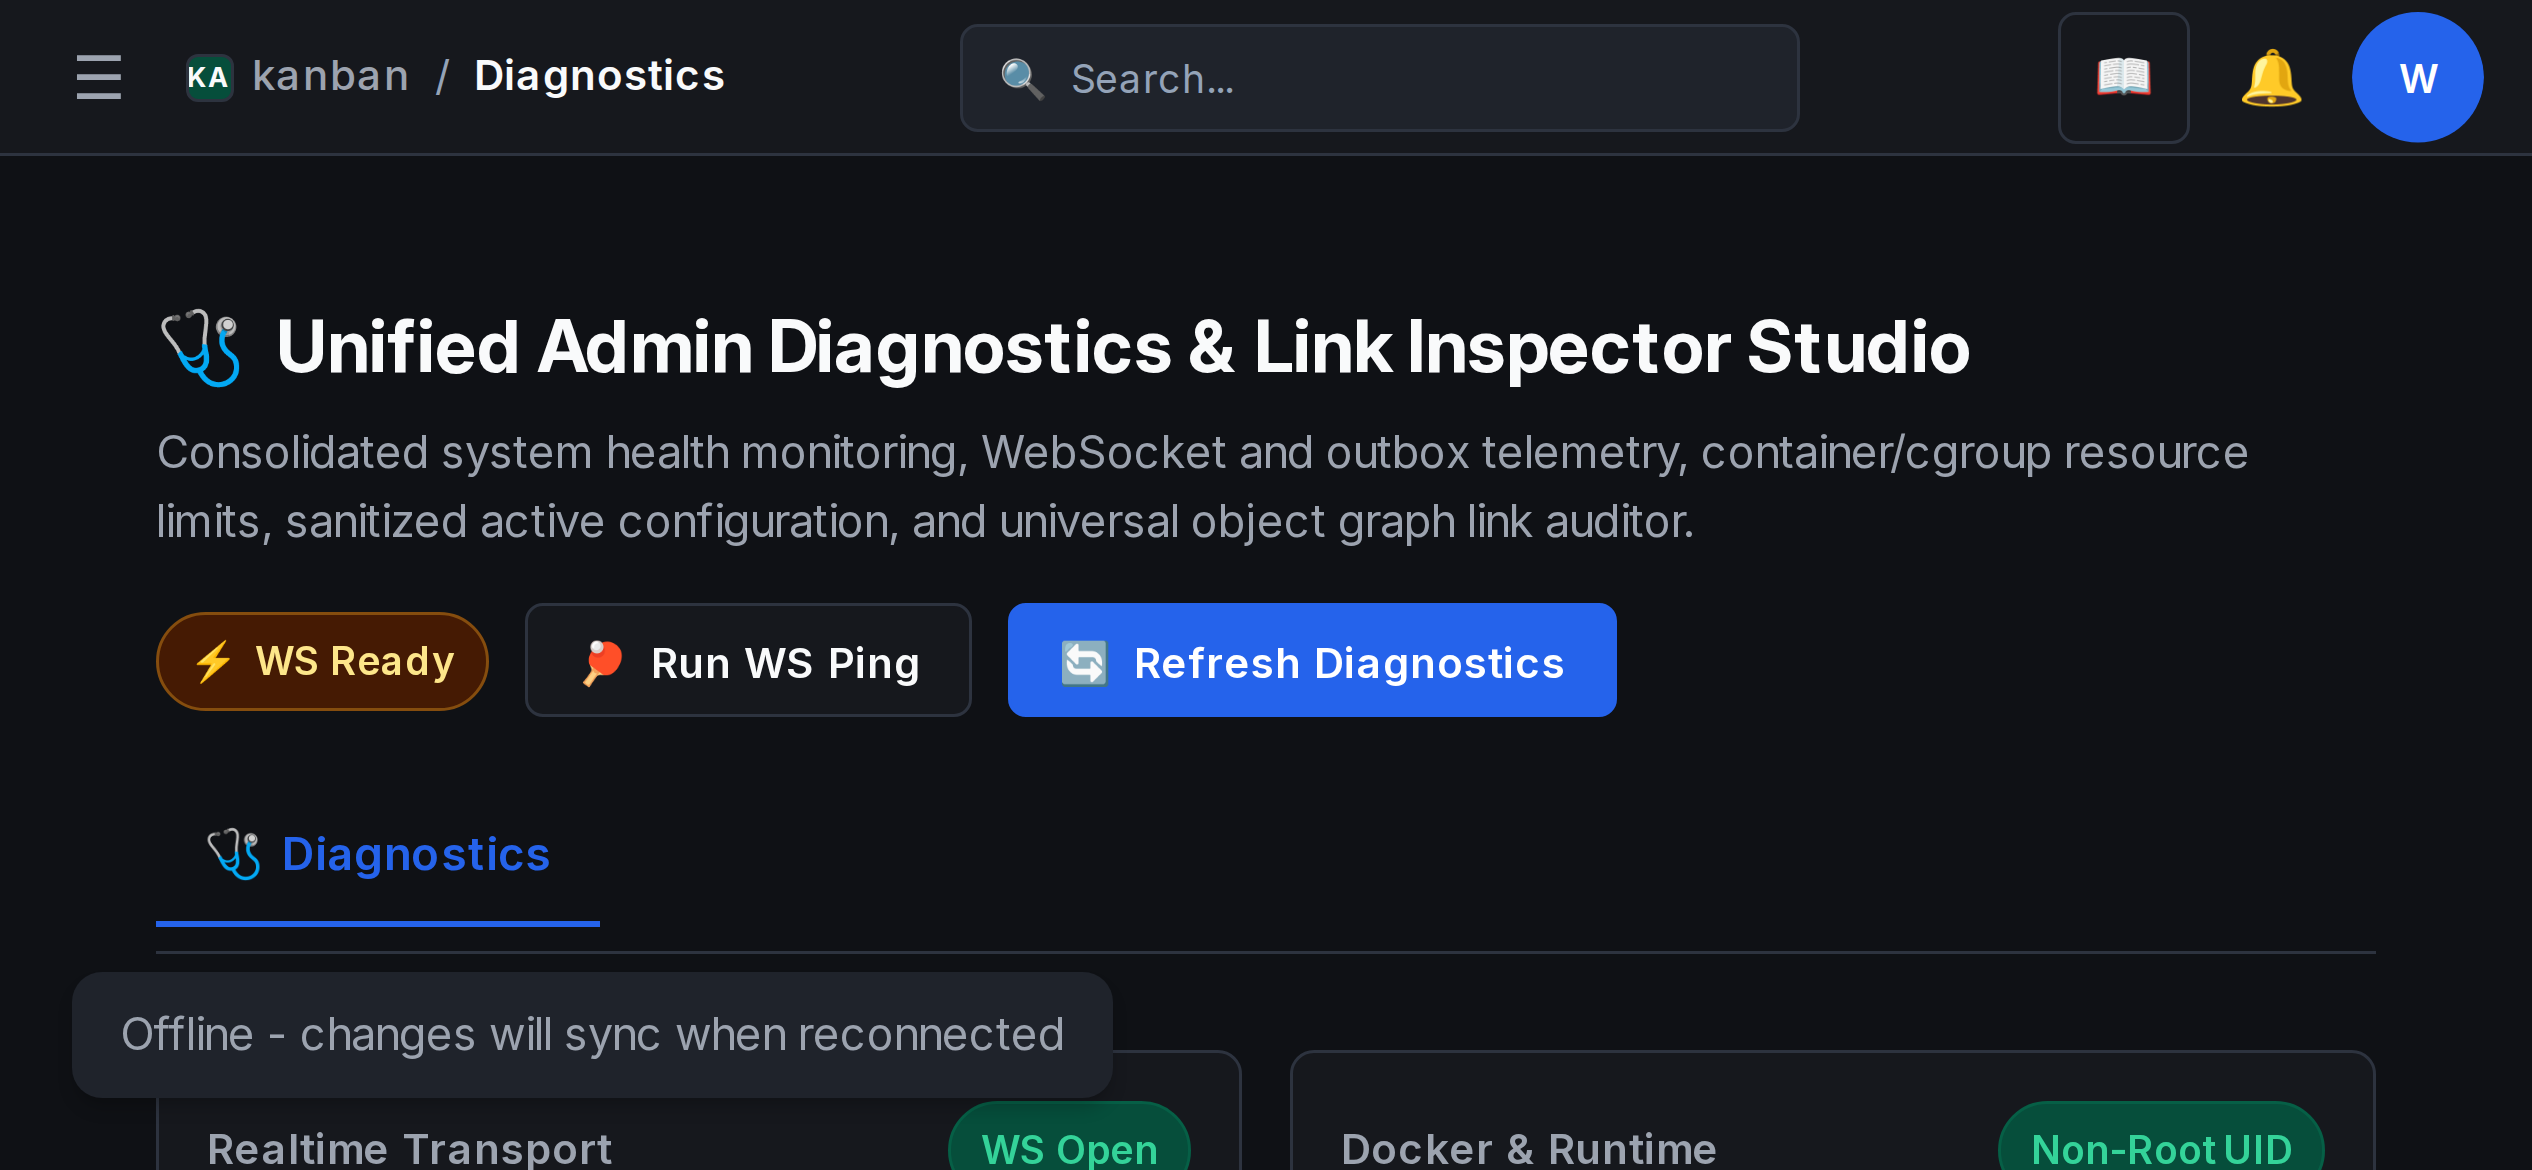 KA kanban / Diagnostics
Search...
W
Unified Admin Diagnostics & Link Inspector Studio
Consolidated system health monitoring, WebSocket and outbox telemetry, container/cgroup resource
limits, sanitized active configuration, and universal object graph link auditor.
WS Ready
Run WS Ping
Refresh Diagnostics
Diagnostics
Offline - changes will sync when reconnected
Realtime Transport
WS Open
Docker & Runtime
Non-Root UID